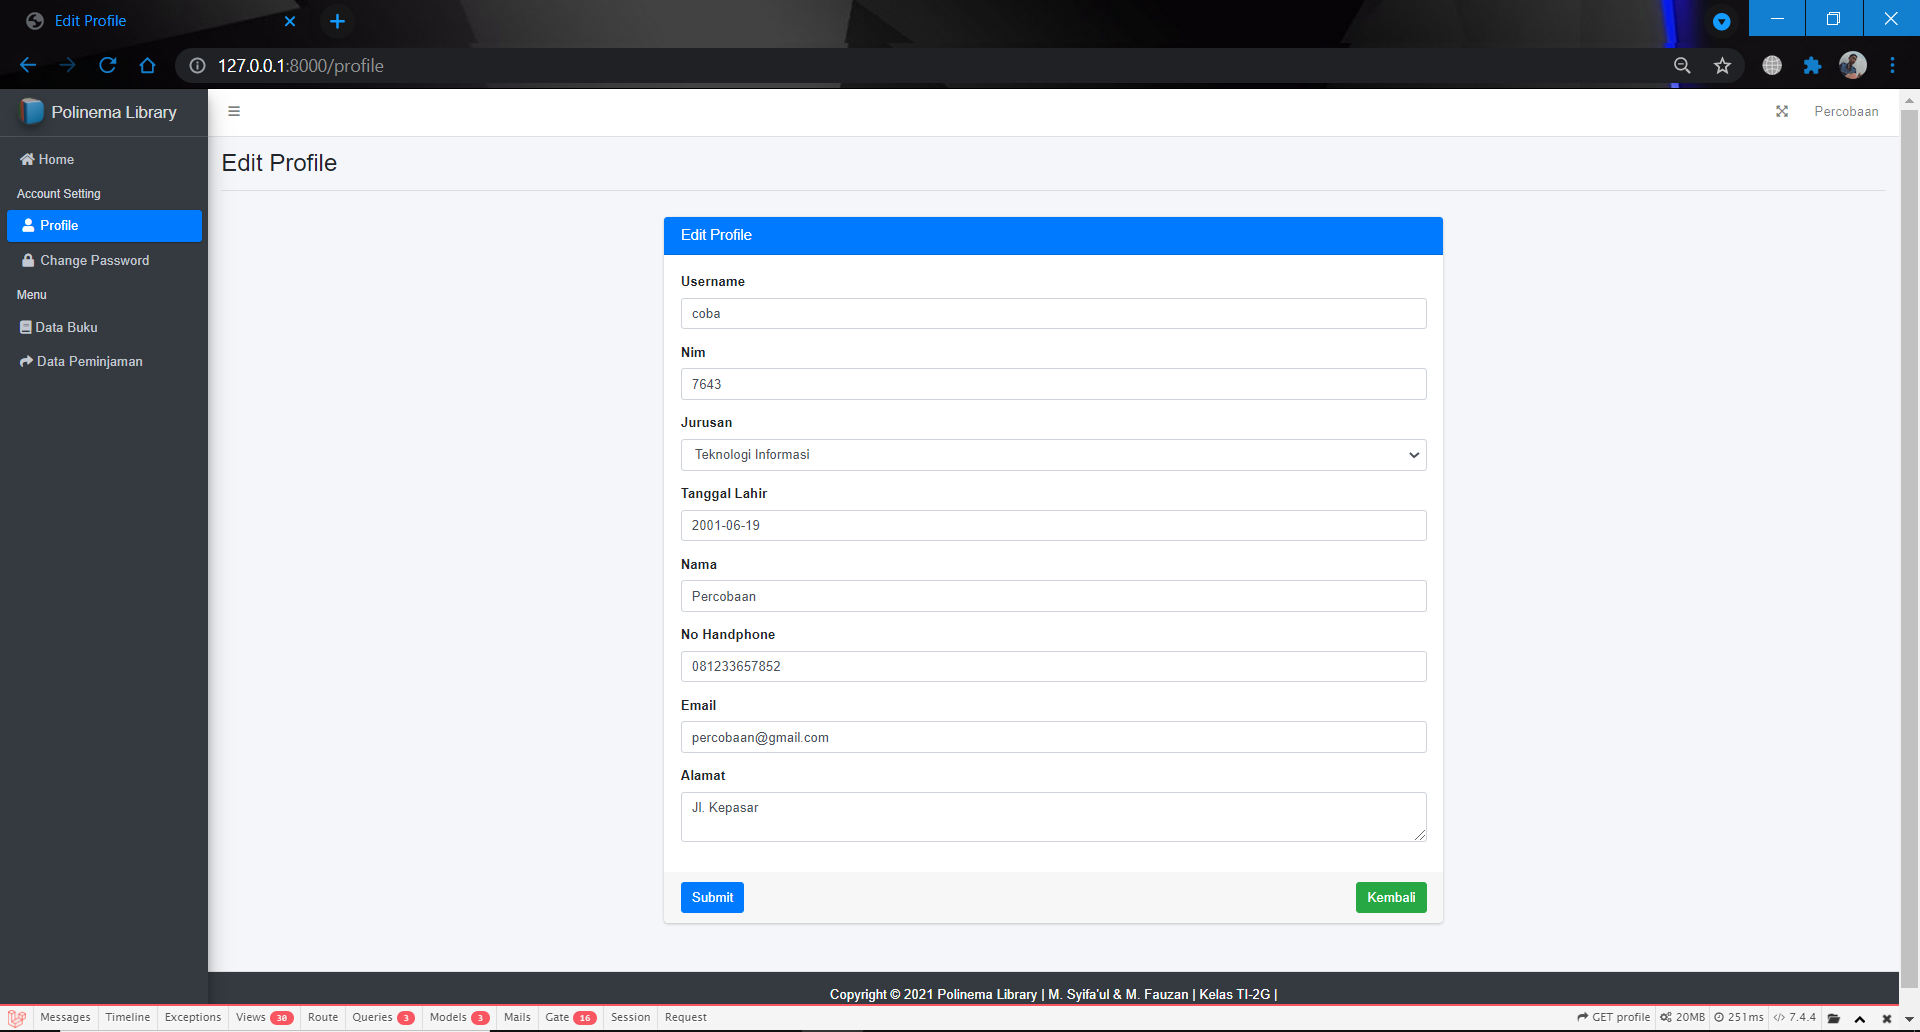 Edit Profile
127.0.0.1:8000/profile
Polinema Library
Percobaan
Home
Account Setting
Profile
Change Password
Menu
Data Buku
Data Peminjaman
Edit Profile
Edit Profile
Username
coba
Nim
7643
Jurusan
Teknologi Informasi
Tanggal Lahir
2001-06-19
Nama
Percobaan
No Handphone
081233657852
Email
percobaan@gmail.com
Alamat
Jl. Kepasar
Submit Kembali
Copyright © 2021 Polinema Library | M. Syifa'ul & M. Fauzan | Kelas TI-2G |
Messages Timeline Exceptions Views 30 Route Queries 3 Models 3 Mails Gate 16 Session Request GET profile 20MB 251ms 7.4.4